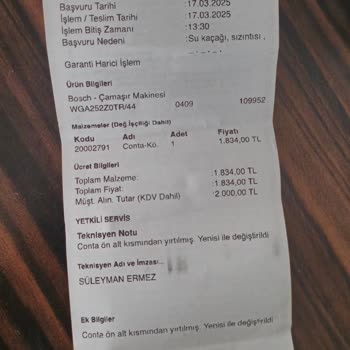 Başvuru Tarihi :17.03.2025
İşlem / Teslim Tarihi :17.03.2025
İşlem Bitiş Zamanı :13:30
Başvuru Nedeni :Su kaçağı, sızıntısı ,
Garanti Harici İşlem
Ürün Bilgileri
Bosch - Çamaşır Makinesi
WGA252Z0TR/44 0409 109952
Malzemeler (Değ.İşçiliği Dahil)
Kodu Adı Adet Fiyatı
20002791 Conta-Kö. 1 1.834,00 TL
Ücret Bilgileri
Toplam Malzeme: :1.834,00 TL
Toplam Fiyat: :1.834,00 TL
Müşt. Alın. Tutar (KDV Dahil) :2.000,00 TL
YETKİLİ SERVİS
Teknisyen Notu
Conta ön alt kısmından yırtılmış. Yenisi ile değiştirildi
Teknisyen Adı ve İmzası...
SÜLEYMAN ERMEZ
Ek Bilgiler
Conta ön alt kısmından yırtılmış. Yenisi ile değiştirildi